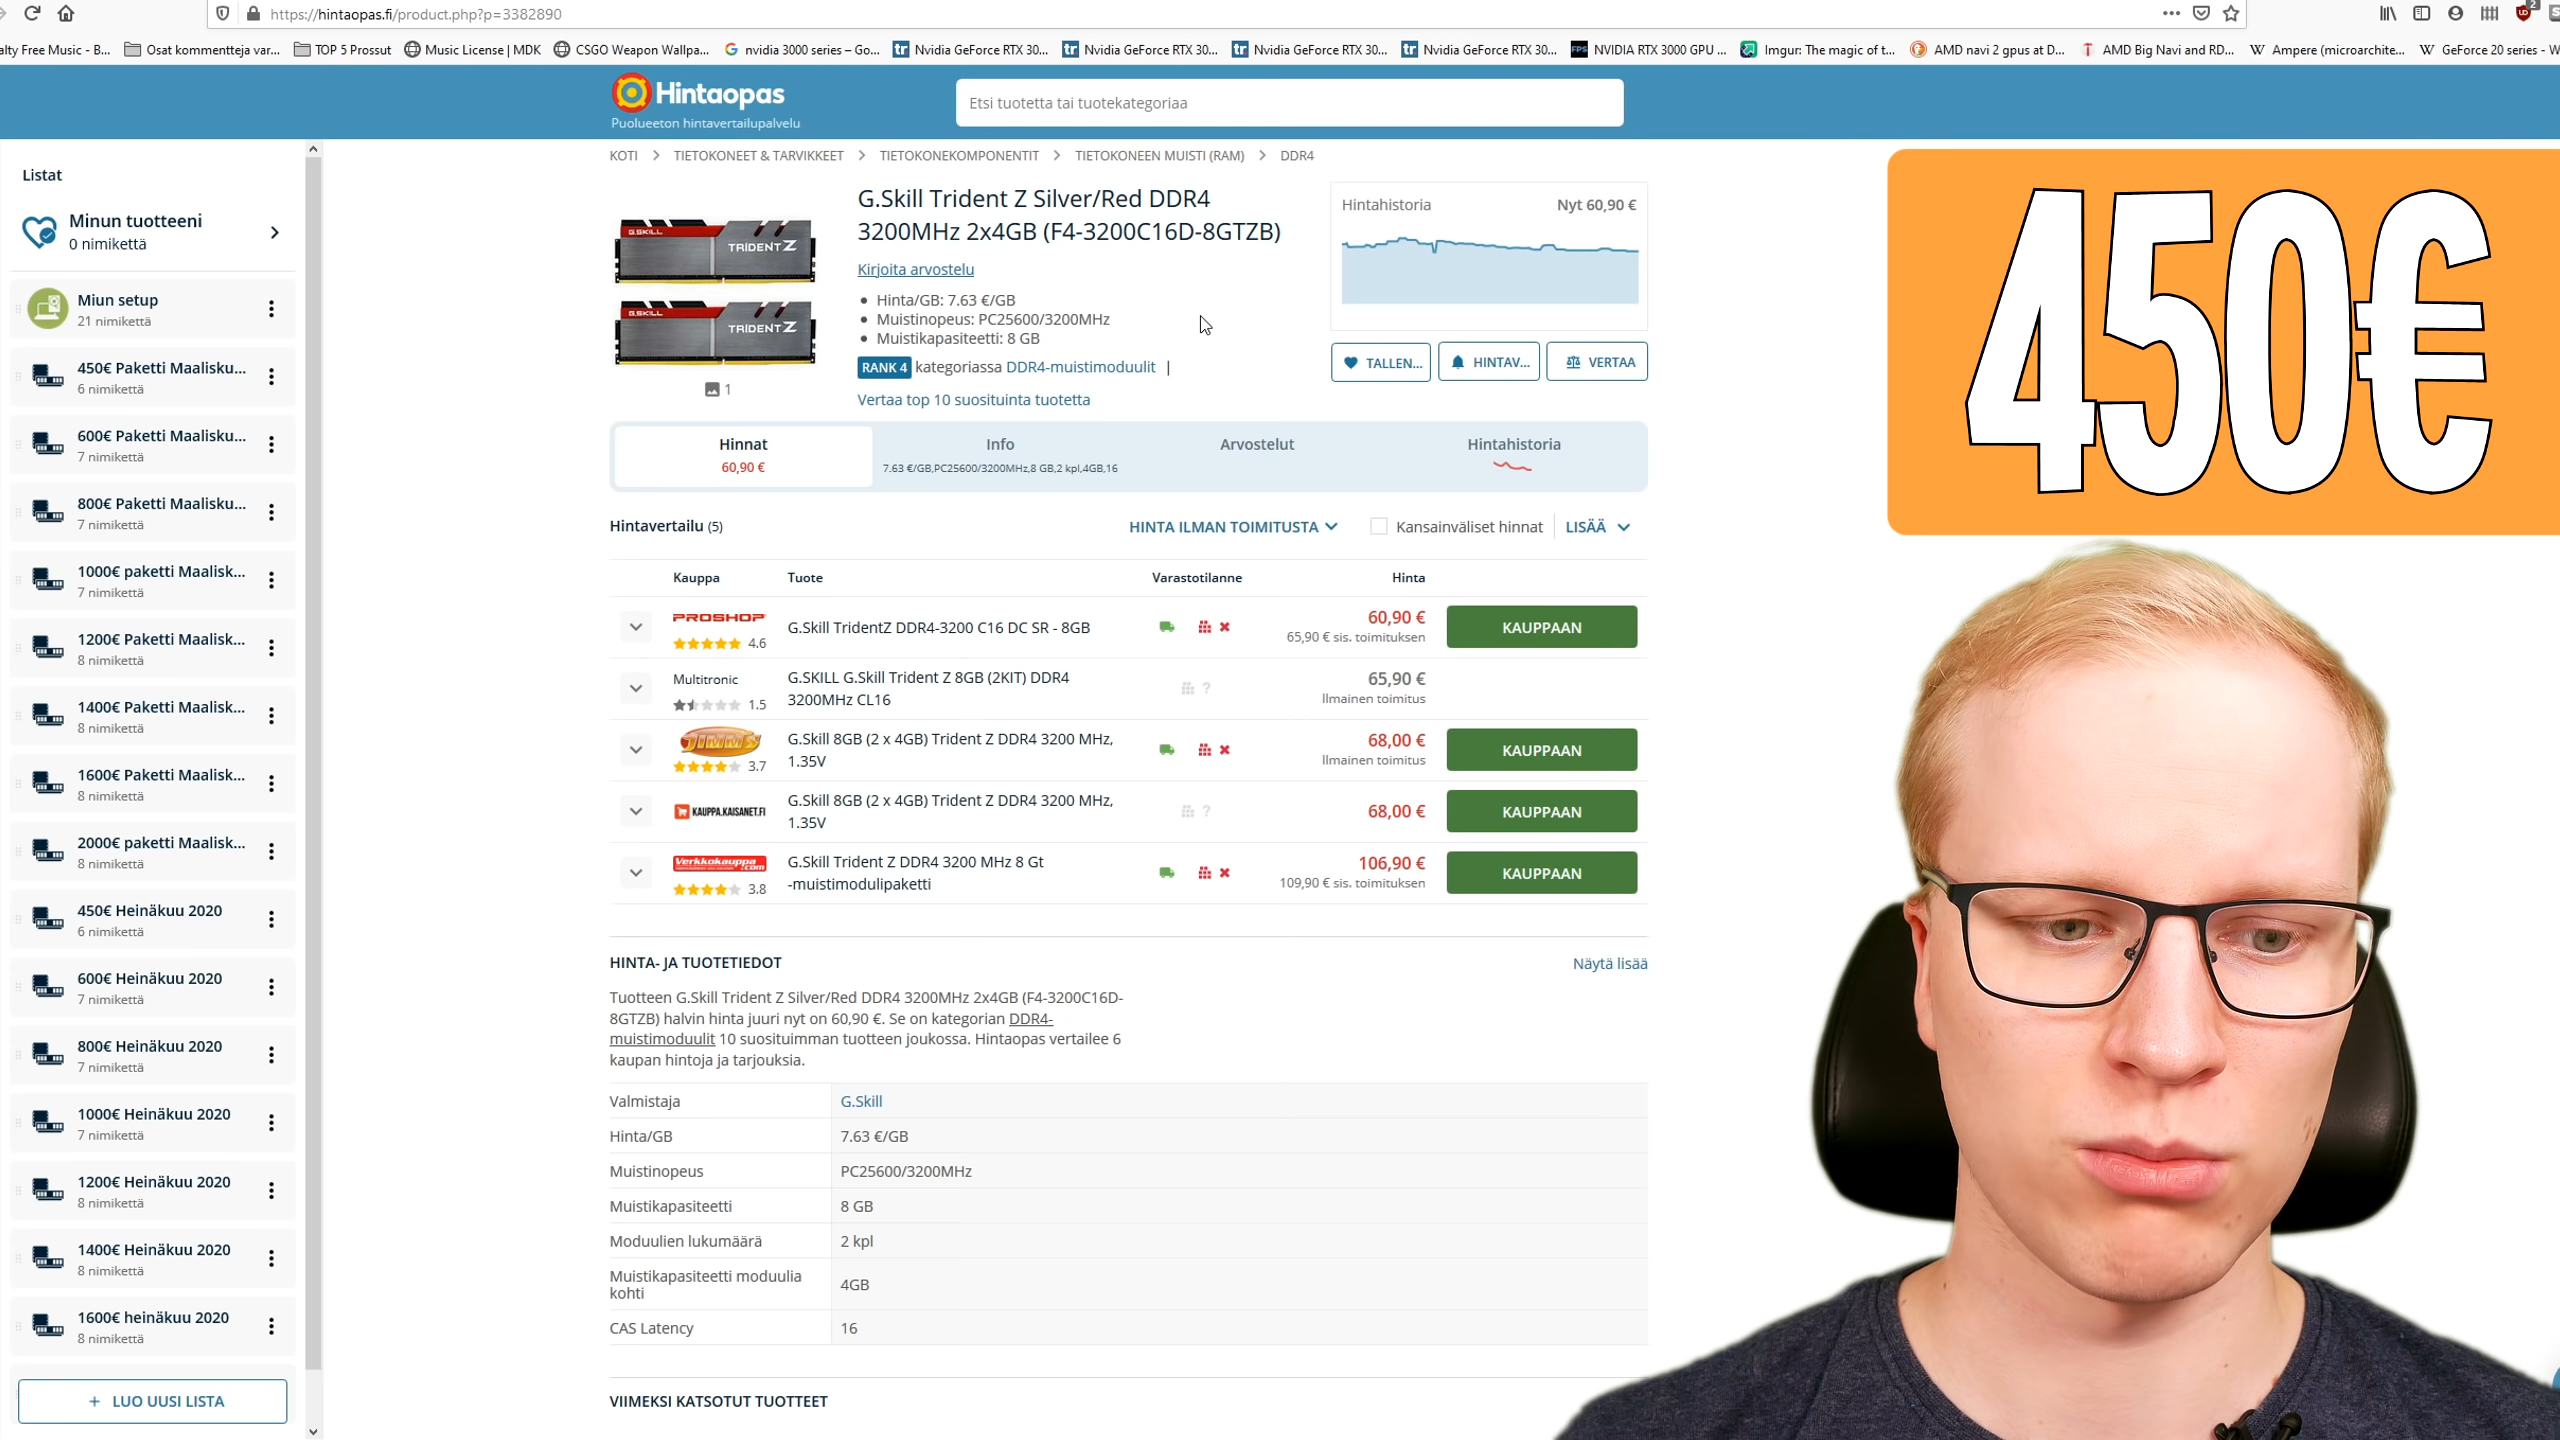 https://hintaopas.fi/product.php?p=3382890
alty Free Music - B...
Osat kommentteja var...
TOP 5 Prossut
Music License | MDK
CSGO Weapon Wallpa...
nvidia 3000 series – Go...
Nvidia GeForce RTX 30...
Nvidia GeForce RTX 30...
Nvidia GeForce RTX 30...
Nvidia GeForce RTX 30...
NVIDIA RTX 3000 GPU ...
Imgur: The magic of t...
AMD navi 2 gpus at D...
AMD Big Navi and RD...
Ampere (microarchite...
GeForce 20 series - W
Hintaopas
Puolueeton hintavertailupalvelu
Etsi tuotetta tai tuotekategoriaa
Listat
Minun tuotteeni
0 nimikettä
Miun setup
21 nimikettä
450€ Paketti Maalisku...
6 nimikettä
600€ Paketti Maalisku...
7 nimikettä
800€ Paketti Maalisku...
7 nimikettä
1000€ paketti Maalisk...
7 nimikettä
1200€ Paketti Maalisk...
8 nimikettä
1400€ Paketti Maalisk...
8 nimikettä
1600€ Paketti Maalisk...
8 nimikettä
2000€ paketti Maalisk...
8 nimikettä
450€ Heinäkuu 2020
6 nimikettä
600€ Heinäkuu 2020
7 nimikettä
800€ Heinäkuu 2020
7 nimikettä
1000€ Heinäkuu 2020
7 nimikettä
1200€ Heinäkuu 2020
8 nimikettä
1400€ Heinäkuu 2020
8 nimikettä
1600€ heinäkuu 2020
8 nimikettä
+ LUO UUSI LISTA
KOTI > TIETOKONEET & TARVIKKEET > TIETOKONEKOMPONENTIT > TIETOKONEEN MUISTI (RAM) > DDR4
G.SKILL
TRIDENT Z
G.SKILL
TRIDENT Z
1
G.Skill Trident Z Silver/Red DDR4
3200MHz 2x4GB (F4-3200C16D-8GTZB)
Kirjoita arvostelu
• Hinta/GB: 7.63 €/GB
• Muistinopeus: PC25600/3200MHz
• Muistikapasiteetti: 8 GB
RANK 4 kategoriassa DDR4-muistimoduulit |
Vertaa top 10 suosituinta tuotetta
Hintahistoria
Nyt 60,90 €
TALLEN...
HINTAV...
VERTAA
Hinnat
60,90 €
Info
7.63 €/GB,PC25600/3200MHz,8 GB,2 kpl,4GB,16
Arvostelut
Hintahistoria
Hintavertailu (5)
HINTA ILMAN TOIMITUSTA
Kansainväliset hinnat
LISÄÄ
Kauppa
Tuote
Varastotilanne
Hinta
PROSHOP
4.6
G.Skill TridentZ DDR4-3200 C16 DC SR - 8GB
60,90 €
65,90 € sis. toimituksen
KAUPPAAN
Multitronic
1.5
G.SKILL G.Skill Trident Z 8GB (2KIT) DDR4
3200MHz CL16
?
65,90 €
Ilmainen toimitus
JIMM'S
3.7
G.Skill 8GB (2 x 4GB) Trident Z DDR4 3200 MHz,
1.35V
68,00 €
Ilmainen toimitus
KAUPPAAN
KAUPPA.KAISANET.FI
G.Skill 8GB (2 x 4GB) Trident Z DDR4 3200 MHz,
1.35V
?
68,00 €
KAUPPAAN
Verkkokauppa
.com
3.8
G.Skill Trident Z DDR4 3200 MHz 8 Gt
-muistimodulipaketti
106,90 €
109,90 € sis. toimituksen
KAUPPAAN
HINTA- JA TUOTETIEDOT
Näytä lisää
Tuotteen G.Skill Trident Z Silver/Red DDR4 3200MHz 2x4GB (F4-3200C16D-
8GTZB) halvin hinta juuri nyt on 60,90 €. Se on kategorian DDR4-
muistimoduulit 10 suosituimman tuotteen joukossa. Hintaopas vertailee 6
kaupan hintoja ja tarjouksia.
Valmistaja
G.Skill
Hinta/GB
7.63 €/GB
Muistinopeus
PC25600/3200MHz
Muistikapasiteetti
8 GB
Moduulien lukumäärä
2 kpl
Muistikapasiteetti moduulia
kohti
4GB
CAS Latency
16
VIIMEKSI KATSOTUT TUOTTEET
450€